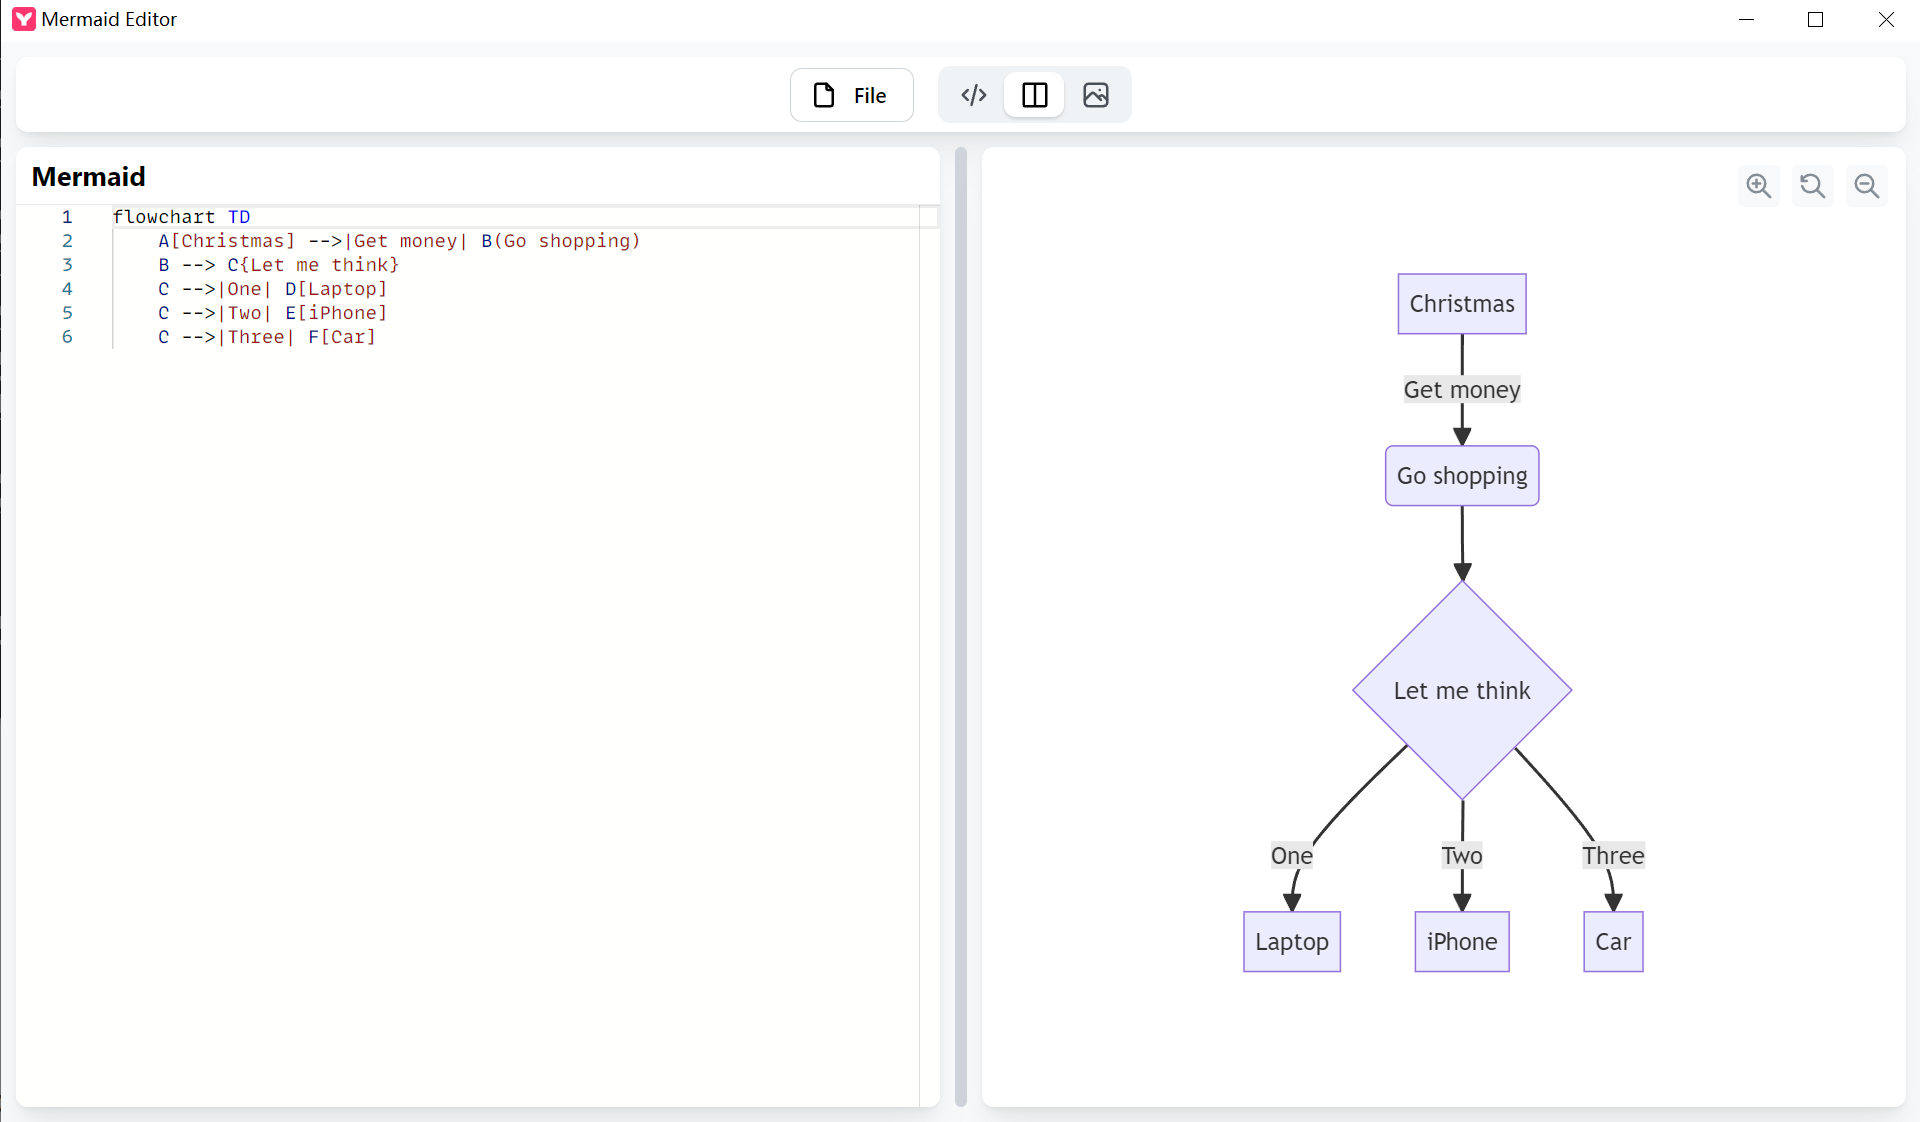 Mermaid Editor
File
Mermaid
1 flowchart TD
2     A[Christmas] -->|Get money| B(Go shopping)
3     B --> C{Let me think}
4     C -->|One| D[Laptop]
5     C -->|Two| E[iPhone]
6     C -->|Three| F[Car]
Christmas
Get money
Go shopping
Let me think
One Two Three
Laptop iPhone Car